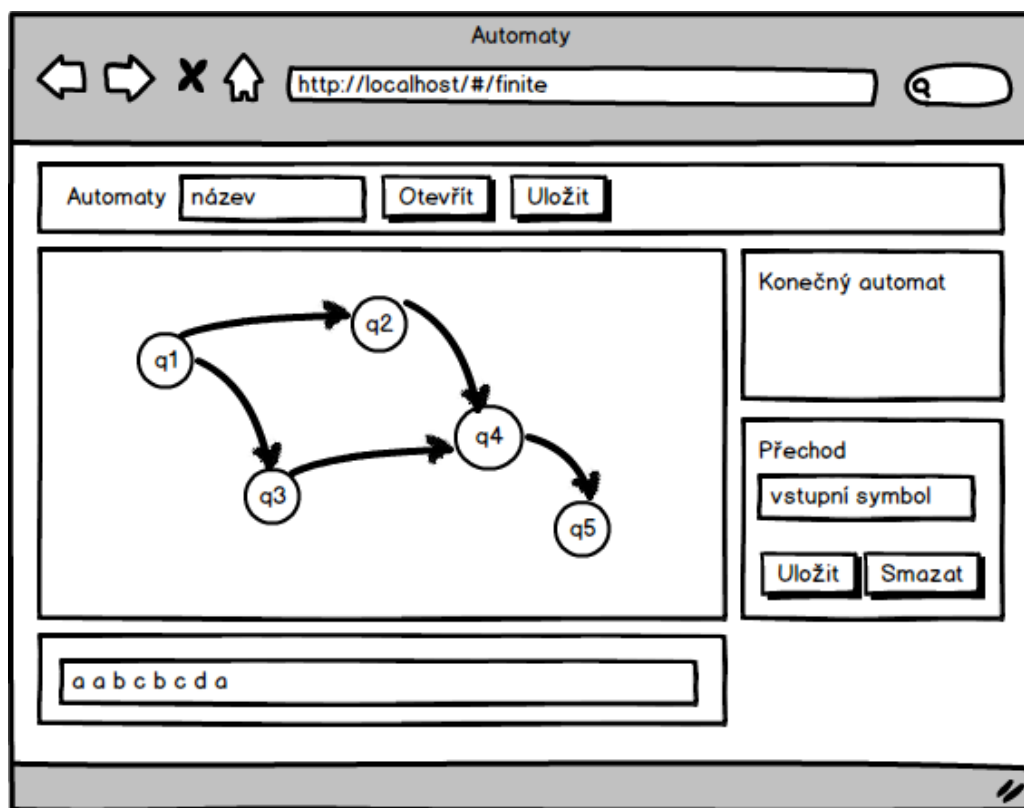 Automaty
http://localhost/#/finite
Automaty název Otevřít Uložit
Konečný automat
q1
q2
q3
q4
q5
Přechod
vstupní symbol
Uložit Smazat
a a b c b c d a